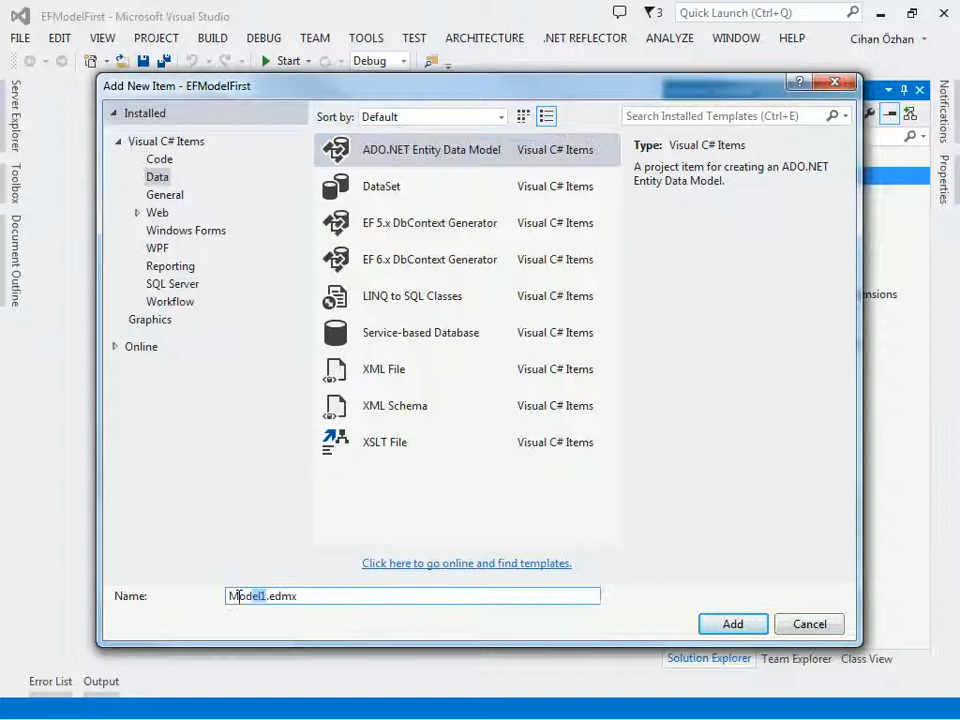 EFModelFirst - Microsoft Visual Studio
3
Quick Launch (Ctrl+Q)
FILE EDIT VIEW PROJECT BUILD DEBUG TEAM TOOLS TEST ARCHITECTURE .NET REFLECTOR ANALYZE WINDOW HELP Cihan Özhan
Start Debug
Add New Item - EFModelFirst
Server Explorer
Toolbox
Document Outline
Notifications
Properties
Installed
Sort by: Default
Search Installed Templates (Ctrl+E)
Visual C# Items
Code
Data
General
Web
Windows Forms
WPF
Reporting
SQL Server
Workflow
Graphics
Online
ADO.NET Entity Data Model Visual C# Items
DataSet Visual C# Items
EF 5.x DbContext Generator Visual C# Items
EF 6.x DbContext Generator Visual C# Items
LINQ to SQL Classes Visual C# Items
Service-based Database Visual C# Items
XML File Visual C# Items
XML Schema Visual C# Items
XSLT File Visual C# Items
Type: Visual C# Items
A project item for creating an ADO.NET
Entity Data Model.
Click here to go online and find templates.
Name: Model1.edmx
Add Cancel
Solution Explorer Team Explorer Class View
Error List Output